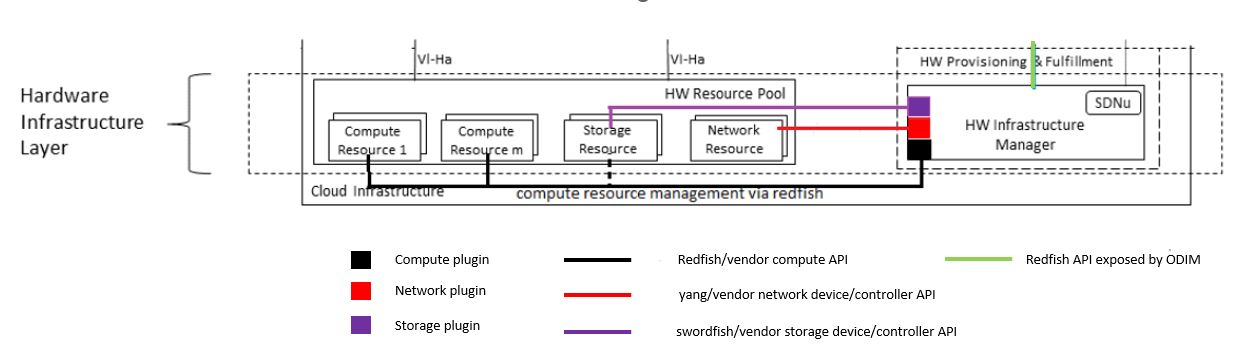 Vl-Ha
Vl-Ha
HW Provisioning & Fulfillment
Hardware
Infrastructure
Layer
HW Resource Pool
SDNu
Compute
Resource 1
Compute
Resource m
Storage
Resource
Network
Resource
HW Infrastructure
Manager
Cloud Infrastructure
compute resource management via redfish
Compute plugin
Redfish/vendor compute API
Redfish API exposed by ODIM
Network plugin
yang/vendor network device/controller API
Storage plugin
swordfish/vendor storage device/controller API